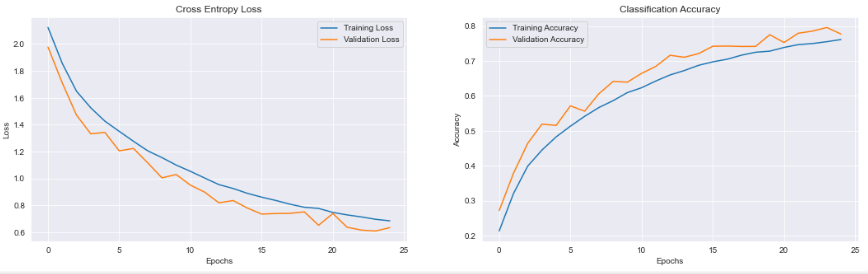 Cross Entropy Loss
Training Loss
Validation Loss
2.0
1.8
1.6
1.4
1.2
1.0
0.8
0.6
Loss
0
5
10
15
20
25
Epochs
Classification Accuracy
Training Accuracy
Validation Accuracy
0.8
0.7
0.6
0.5
0.4
0.3
0.2
Accuracy
0
5
10
15
20
25
Epochs